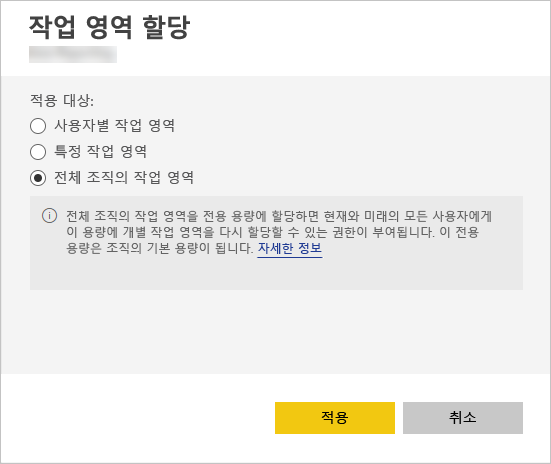 작업 영역 할당
적용 대상:
사용자별 작업 영역
특정 작업 영역
전체 조직의 작업 영역
전체 조직의 작업 영역을 전용 용량에 할당하면 현재와 미래의 모든 사용자에게
이 용량에 개별 작업 영역을 다시 할당할 수 있는 권한이 부여됩니다. 이 전용
용량은 조직의 기본 용량이 됩니다. 자세한 정보
적용
취소